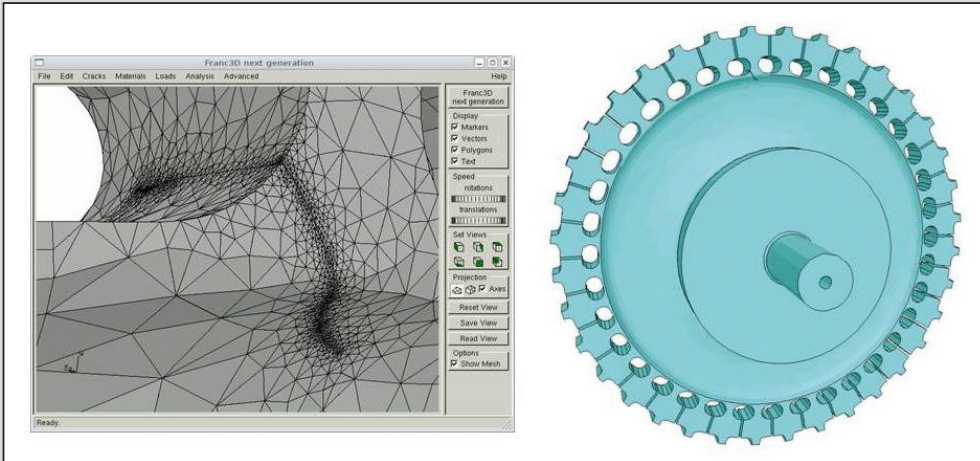 Franc3D next generation
File Edit Cracks Materials Loads Analysis Advanced Help
Franc3D
next generation
Display
Markers
Vectors
Polygons
Text
Speed
rotations
translations
Set Views
Projection
Axes
Reset View
Save View
Read View
Options
Show Mesh
Ready.